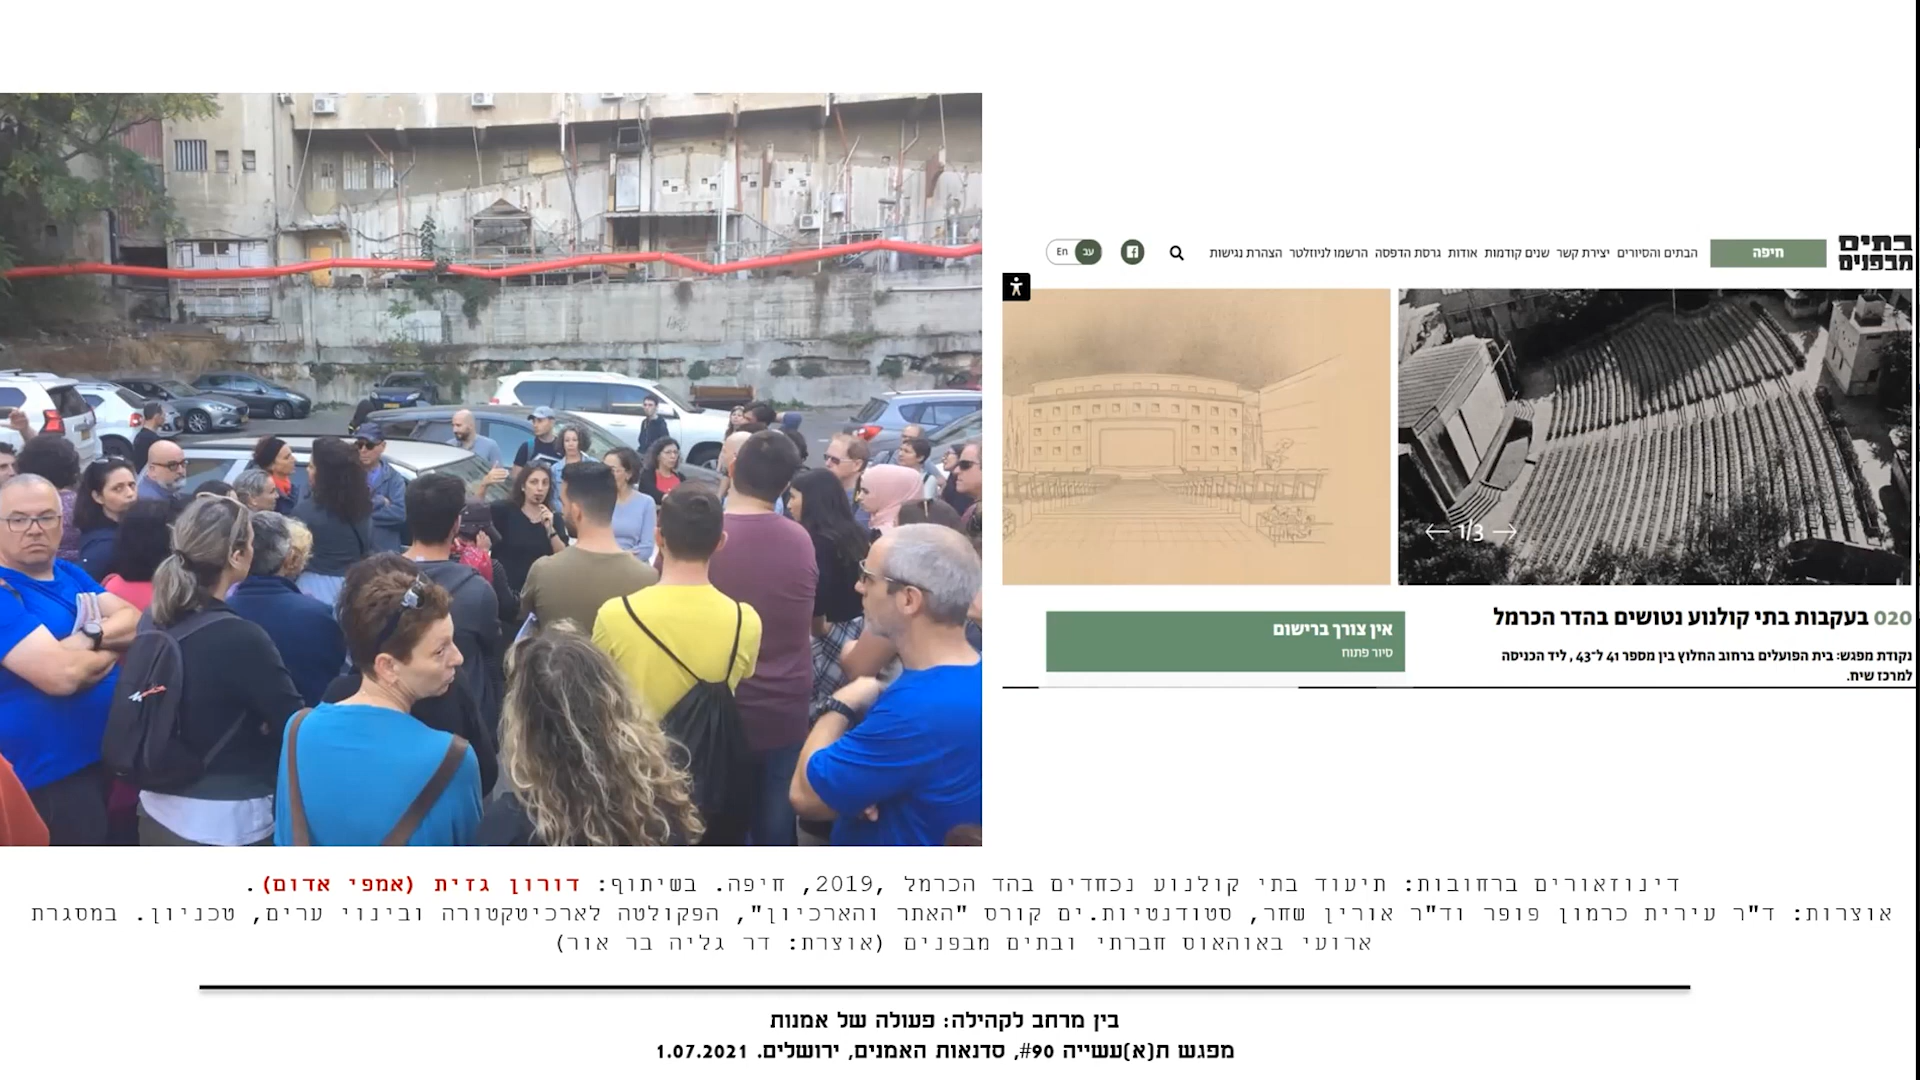 בתים מבפנים
חיפה
הבתים והסיורים יצירת קשר שנים קודמות אודות גרסת הדפסה הרשמו לניוזלטר הצהרת נגישות
עב En
1/3
020 בעקבות בתי קולנוע נטושים בהדר הכרמל
נקודת מפגש: בית הפועלים ברחוב החלוץ בין מספר 41 ל־43, ליד הכניסה
למרכז שיח.
אין צורך ברישום
סיור פתוח
דינוזאורים ברחובות: תיעוד בתי קולנוע נכחדים בהד הכרמל ,2019, חיפה. בשיתוף: דורון גזית (אמפי אדום).
אוצרות: ד"ר עירית כרמון פופר וד"ר אורין שחר, סטודנטיות.ים קורס "האתר והארכיון", הפקולטה לארכיטקטורה ובינוי ערים, טכניון. במסגרת
ארועי באוהאוס חברתי ובתים מבפנים (אוצרת: דר גליה בר אור)
בין מרחב לקהילה: פעולה של אמנות
מפגש ת(א)עשייה #90, סדנאות האמנים, ירושלים. 1.07.2021